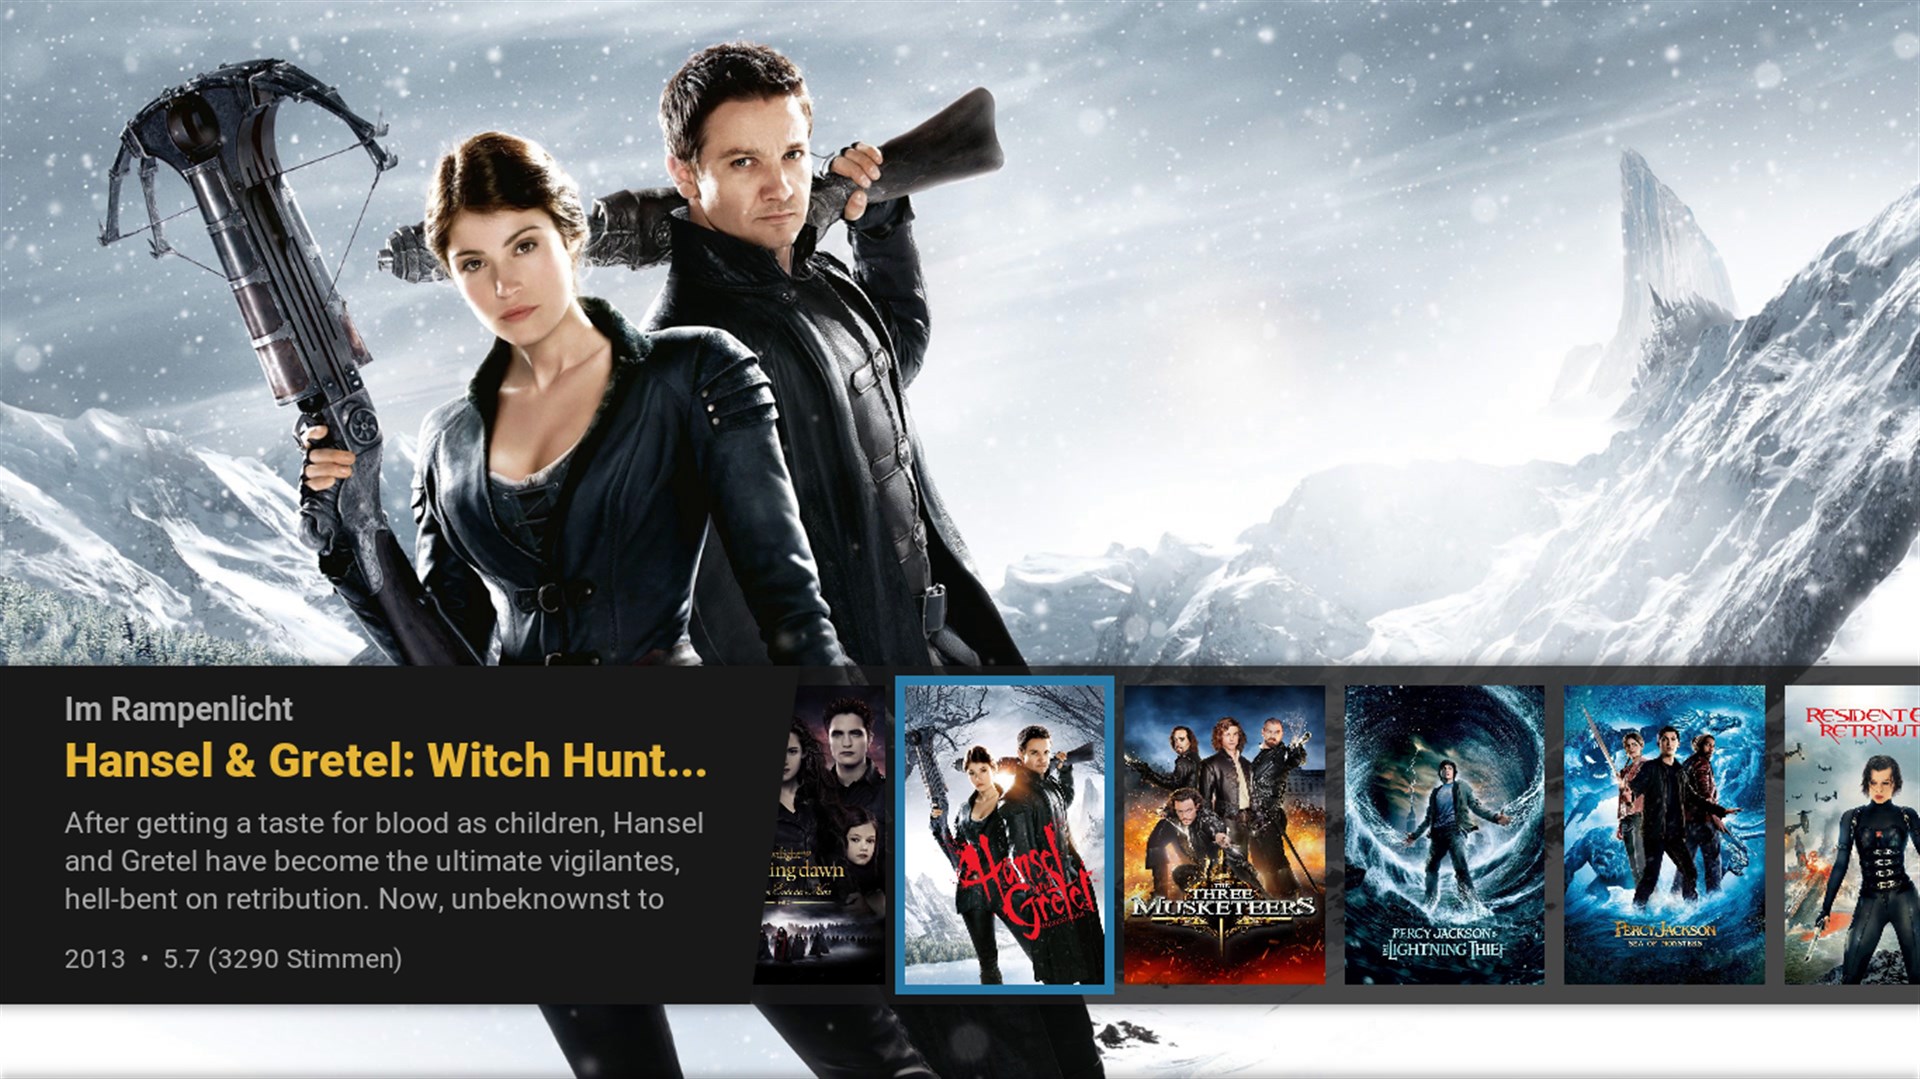 Im Rampenlicht
Hansel & Gretel: Witch Hunt...
After getting a taste for blood as children, Hansel
and Gretel have become the ultimate vigilantes,
hell-bent on retribution. Now, unbeknownst to
2013 • 5.7 (3290 Stimmen)
ing dawn
Hansel
Gretel
THE
THREE
MUSKETEERS
PERCY JACKSON
LIGHTNING THIEF
PERCY JACKSON
SEA OF MONSTERS
RESIDENT E
RETRIBUT